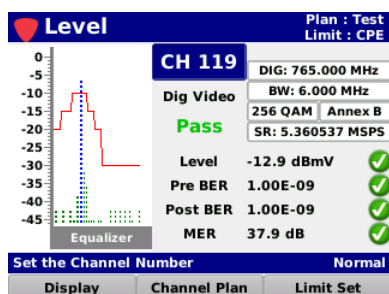 Level
Plan : Test
Limit : CPE
0
-5
-10
-15
-20
-25
-30
-35
-40
-45
Equalizer
CH 119
DIG: 765.000 MHz
Dig Video
BW: 6.000 MHz
256 QAM
Annex B
Pass
SR: 5.360537 MSPS
Level -12.9 dBmV
Pre BER 1.00E-09
Post BER 1.00E-09
MER 37.9 dB
Set the Channel Number
Normal
Display
Channel Plan
Limit Set